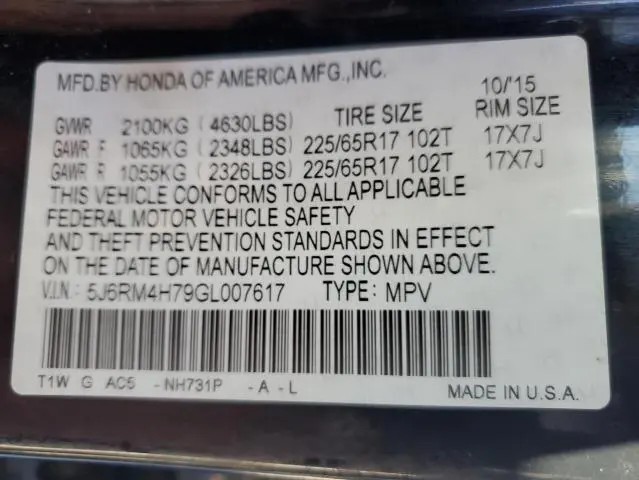 MFD.BY HONDA OF AMERICA MFG.,INC. 10/'15
GVWR 2100KG ( 4630LBS) TIRE SIZE RIM SIZE
GAWR F 1065KG ( 2348LBS) 225/65R17 102T 17X7J
GAWR R 1055KG ( 2326LBS) 225/65R17 102T 17X7J
THIS VEHICLE CONFORMS TO ALL APPLICABLE
FEDERAL MOTOR VEHICLE SAFETY
AND THEFT PREVENTION STANDARDS IN EFFECT
ON THE DATE OF MANUFACTURE SHOWN ABOVE.
V.I.N.: 5J6RM4H79GL007617 TYPE: MPV
T1W G AC5 - NH731P - A - L MADE IN U.S.A.